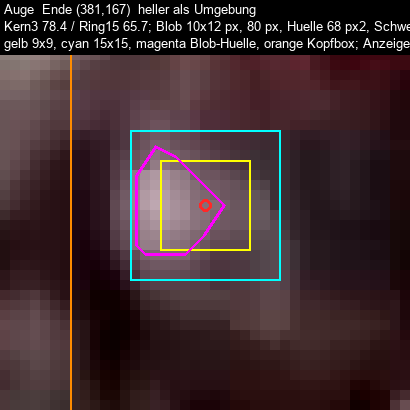 Auge  Ende (381,167)  heller als Umgebung
Kern3 78.4 / Ring15 65.7; Blob 10x12 px, 80 px, Huelle 68 px2, Schwe
gelb 9x9, cyan 15x15, magenta Blob-Huelle, orange Kopfbox; Anzeige